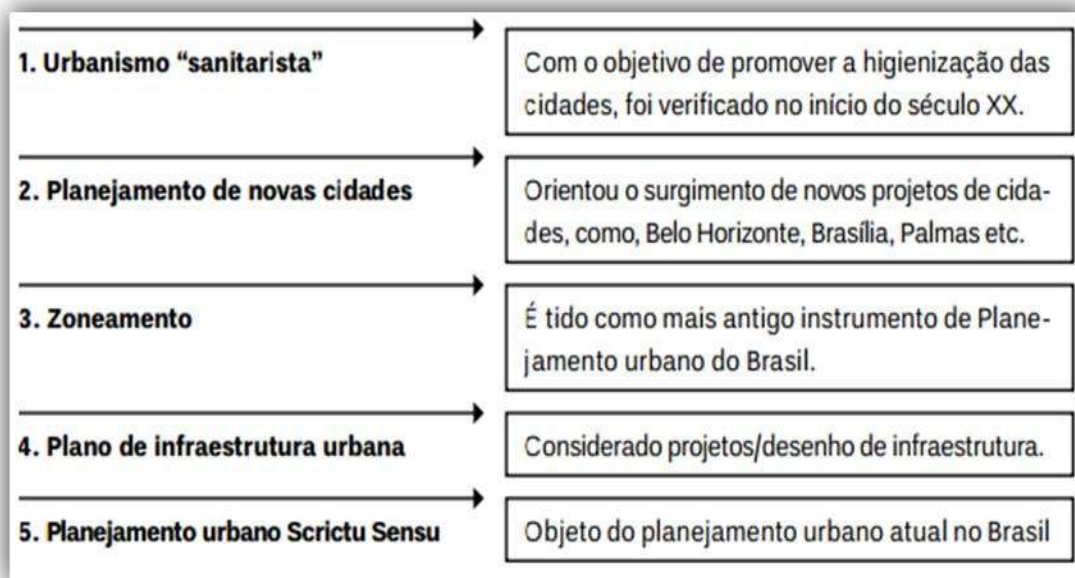 1. Urbanismo “sanitarista”
Com o objetivo de promover a higienização das
cidades, foi verificado no início do século XX.
2. Planejamento de novas cidades
Orientou o surgimento de novos projetos de cida-
des, como, Belo Horizonte, Brasília, Palmas etc.
3. Zoneamento
É tido como mais antigo instrumento de Plane-
jamento urbano do Brasil.
4. Plano de infraestrutura urbana
Considerado projetos/desenho de infraestrutura.
5. Planejamento urbano Scrictu Sensu
Objeto do planejamento urbano atual no Brasil